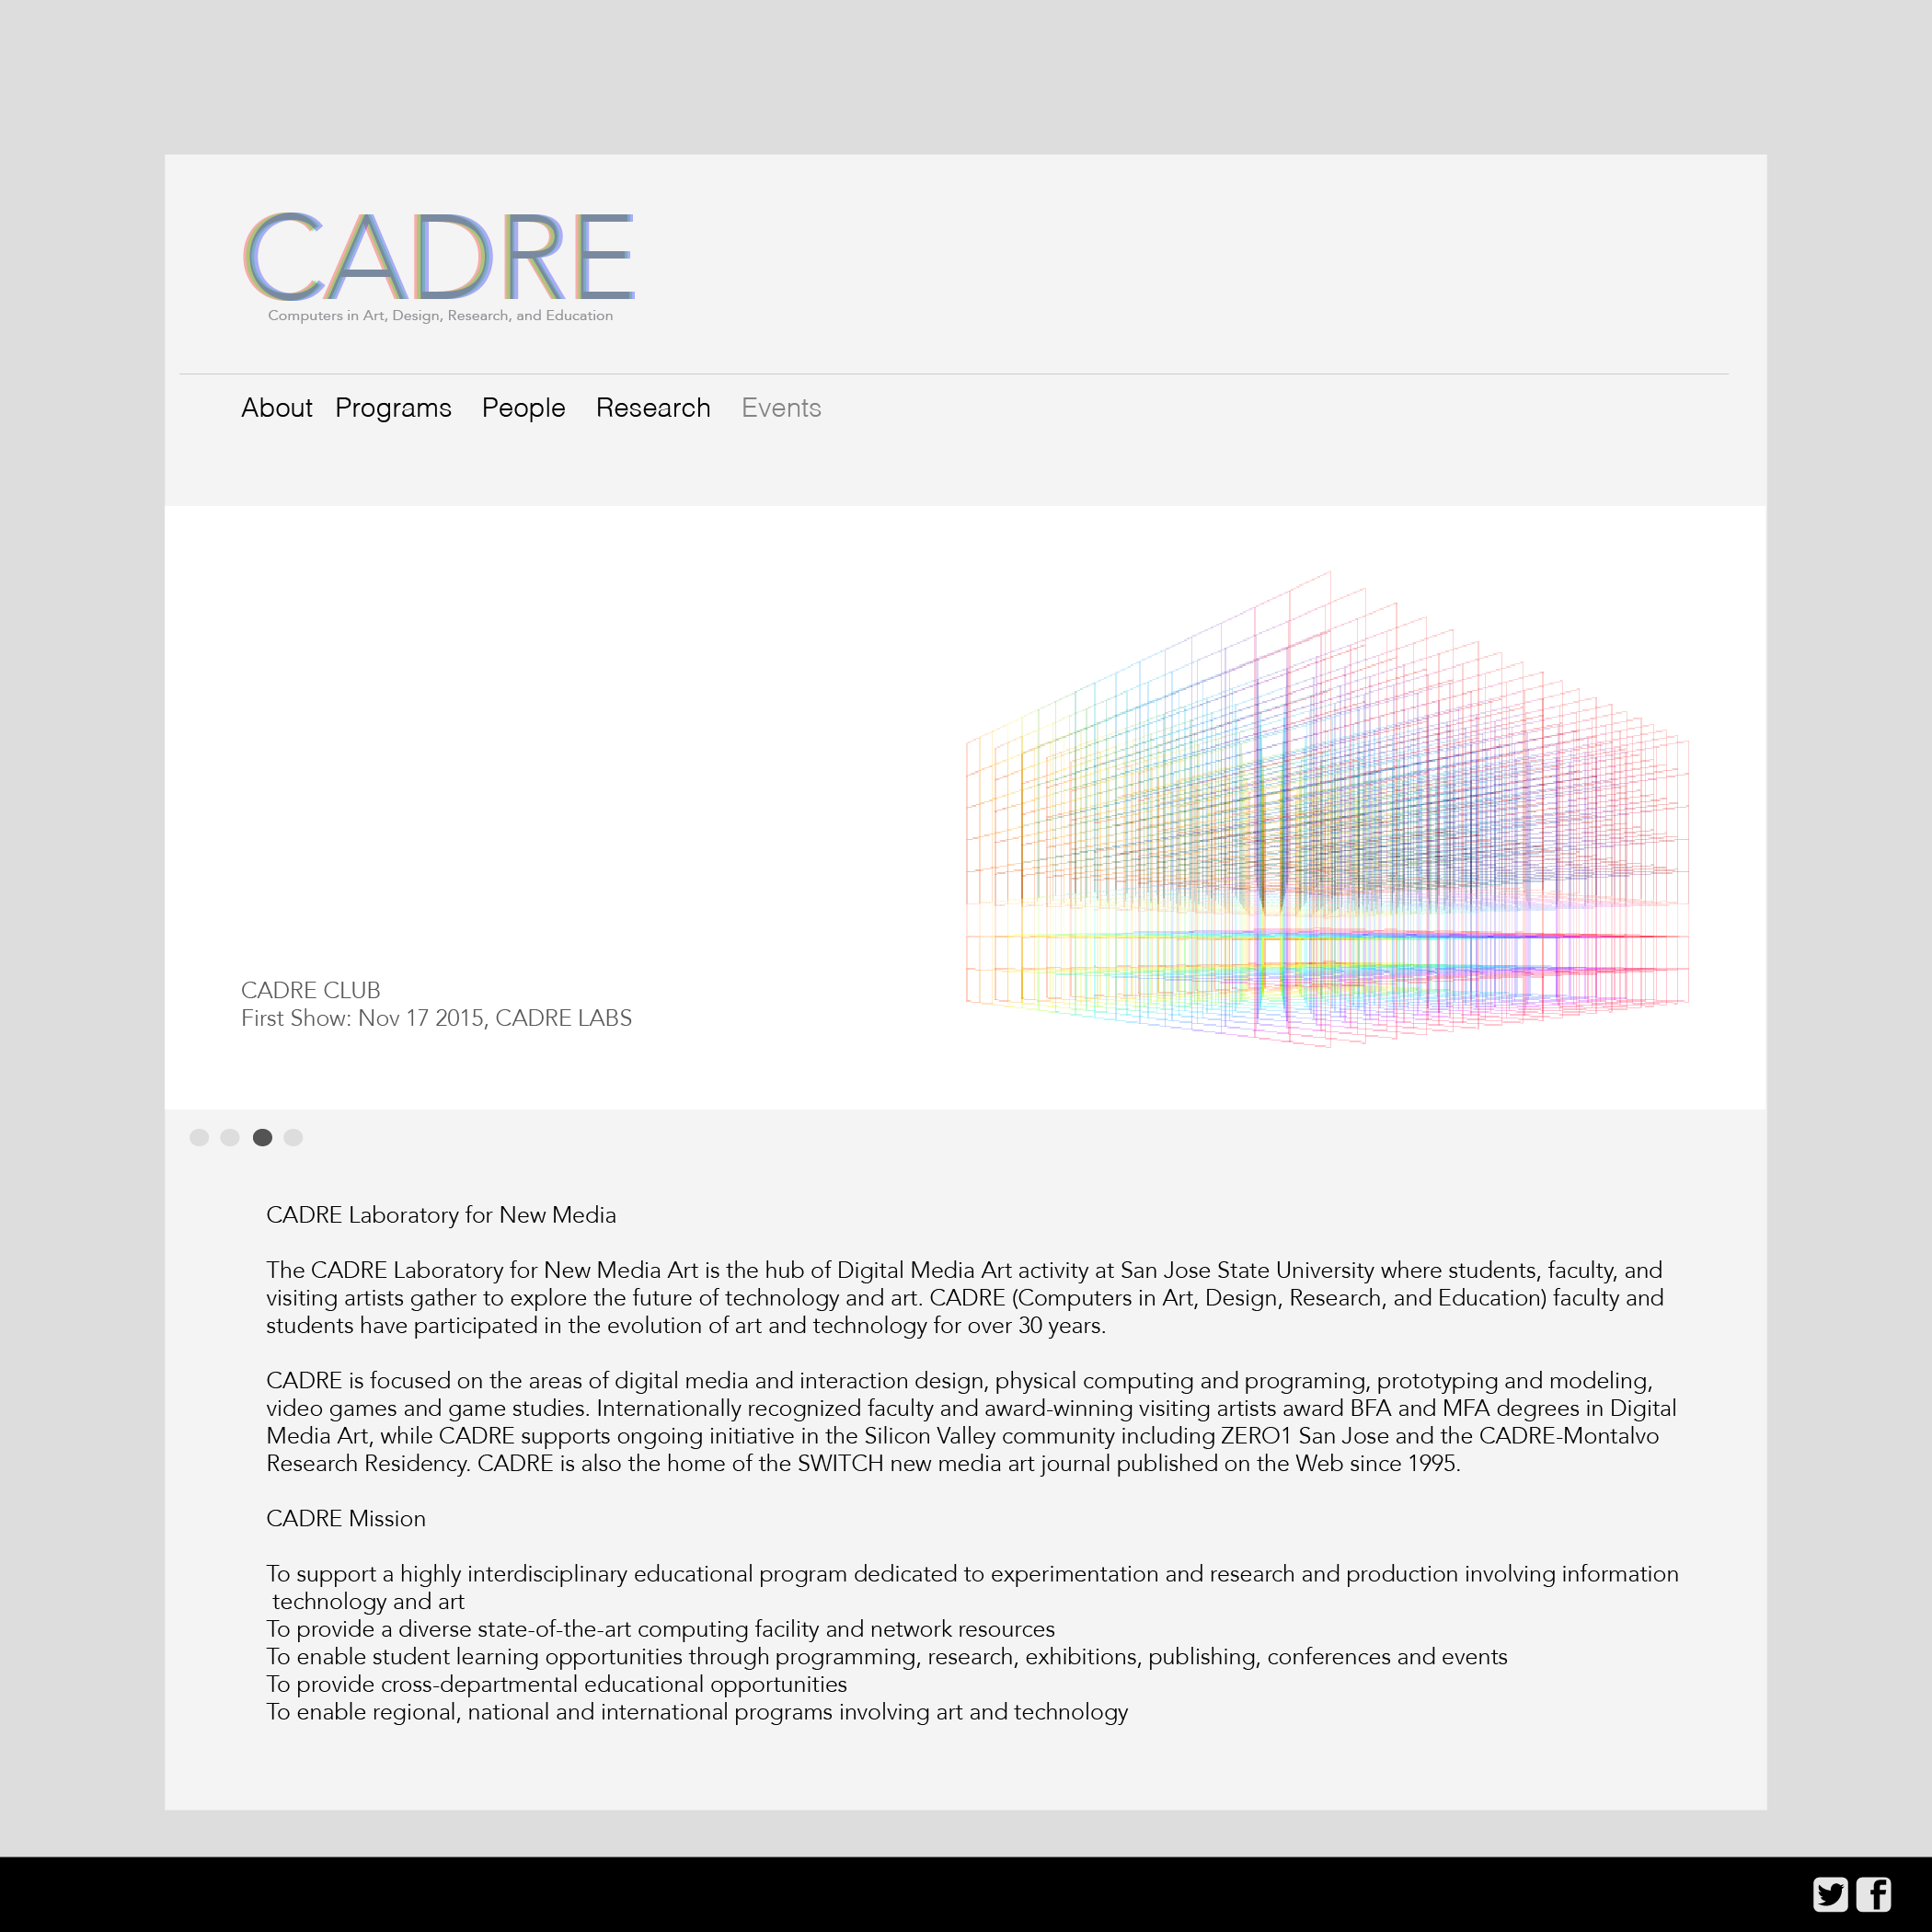 CADRE
Computers in Art, Design, Research, and Education
About Programs People Research Events
CADRE CLUB
First Show: Nov 17 2015, CADRE LABS
CADRE Laboratory for New Media
The CADRE Laboratory for New Media Art is the hub of Digital Media Art activity at San Jose State University where students, faculty, and
visiting artists gather to explore the future of technology and art. CADRE (Computers in Art, Design, Research, and Education) faculty and
students have participated in the evolution of art and technology for over 30 years.
CADRE is focused on the areas of digital media and interaction design, physical computing and programing, prototyping and modeling,
video games and game studies. Internationally recognized faculty and award-winning visiting artists award BFA and MFA degrees in Digital
Media Art, while CADRE supports ongoing initiative in the Silicon Valley community including ZERO1 San Jose and the CADRE-Montalvo
Research Residency. CADRE is also the home of the SWITCH new media art journal published on the Web since 1995.
CADRE Mission
To support a highly interdisciplinary educational program dedicated to experimentation and research and production involving information
technology and art
To provide a diverse state-of-the-art computing facility and network resources
To enable student learning opportunities through programming, research, exhibitions, publishing, conferences and events
To provide cross-departmental educational opportunities
To enable regional, national and international programs involving art and technology